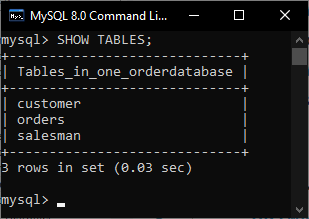 MySQL 8.0 Command Li...
mysql> SHOW TABLES;
+---------------------------+
| Tables_in_one_orderdatabase |
+---------------------------+
| customer |
| orders |
| salesman |
+---------------------------+
3 rows in set (0.03 sec)
mysql>